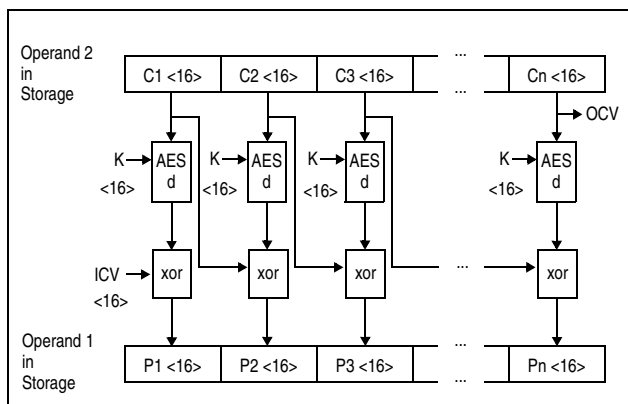 Operand 2
in
Storage
...
C1 <16> C2 <16> C3 <16> ... Cn <16>
OCV
K AES d K AES d K AES d K AES d
<16> <16> <16> <16>
ICV xor xor xor ... xor
<16>
Operand 1
in
Storage
...
P1 <16> P2 <16> P3 <16> ... Pn <16>